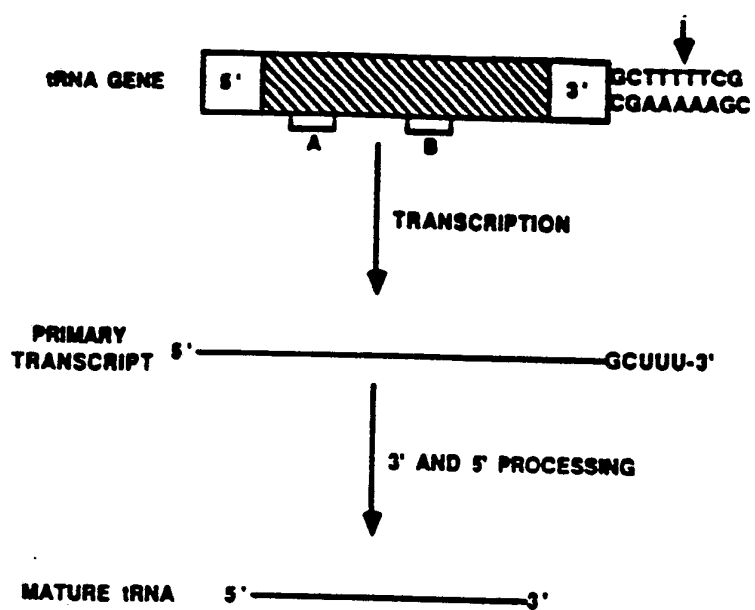 tRNA GENE 5' 3' GCTTTTTCG
CGAAAAAGC
A B
TRANSCRIPTION
PRIMARY
TRANSCRIPT 5' GCUUU-3'
3' AND 5' PROCESSING
MATURE tRNA 5' 3'